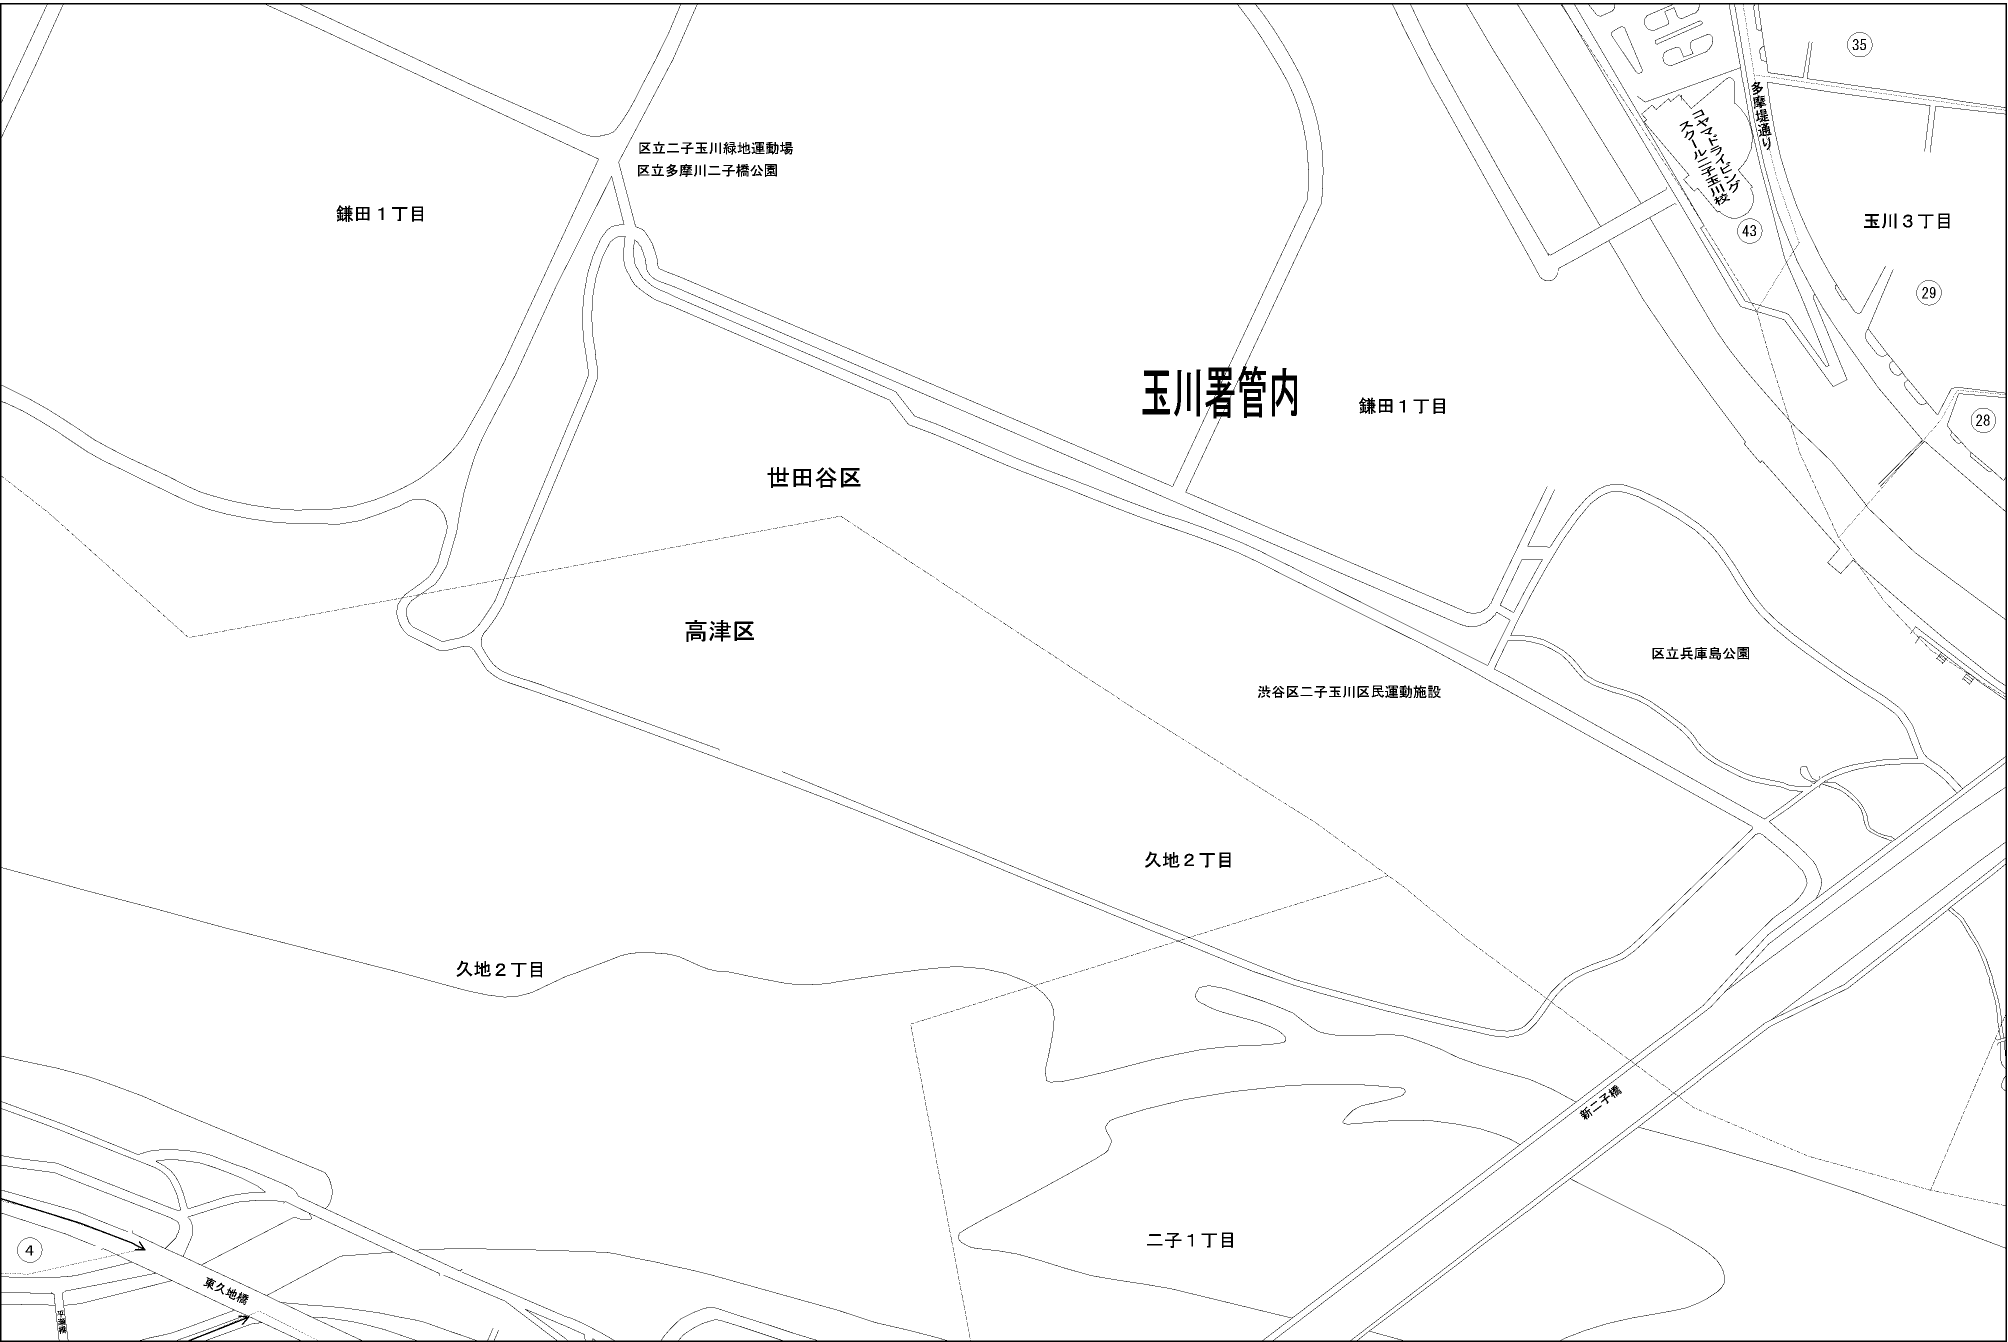 35
多摩堤通り
コヤマドライビング
スクール二子玉川校
区立二子玉川緑地運動場
区立多摩川二子橋公園
鎌田１丁目
玉川３丁目
43
29
玉川署管内
鎌田１丁目
28
世田谷区
高津区
区立兵庫島公園
渋谷区二子玉川区民運動施設
久地２丁目
久地２丁目
新二子橋
二子１丁目
4
東久地橋
平瀬橋